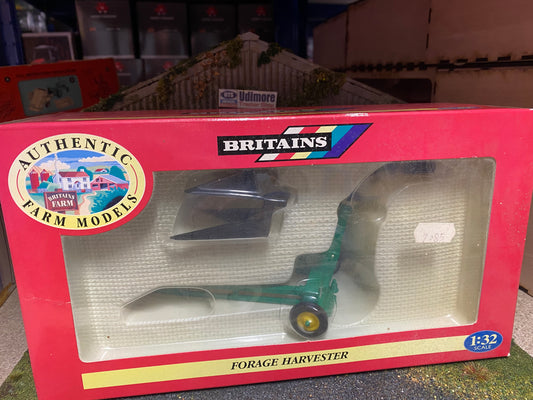 Udimore
BRITAINS
AUTHENTIC
BRITAINS
FARM
FARM MODELS
FORAGE HARVESTER
1:32
SCALE